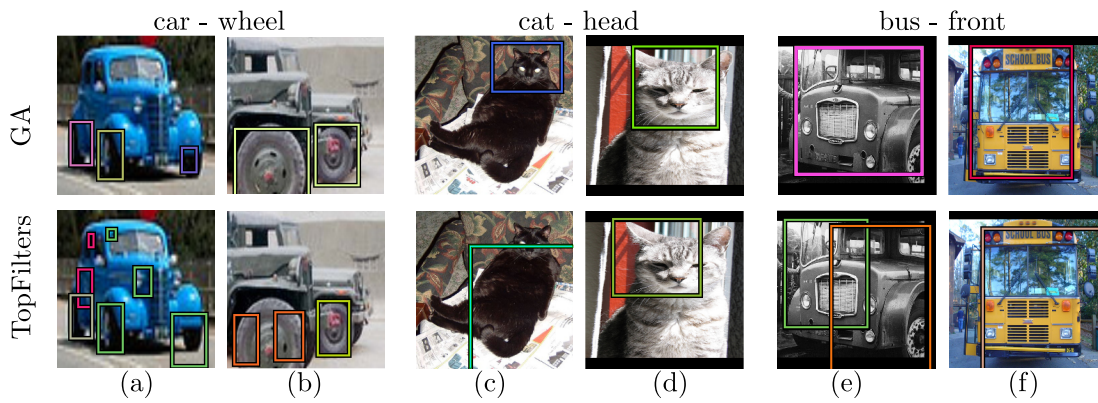 car - wheel cat - head bus - front
GA
SCHOOL BUS
TopFilters
SCHOOL BUS
(a) (b) (c) (d) (e) (f)